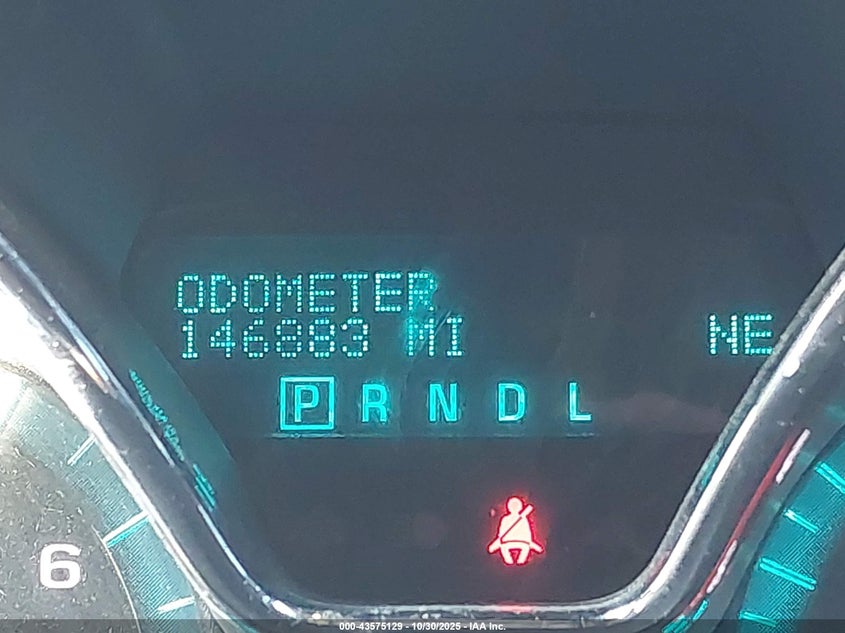 ODOMETER
146883 MI NE
P R N D L
6
000-43575129 - 10/30/2025 - IAA Inc.